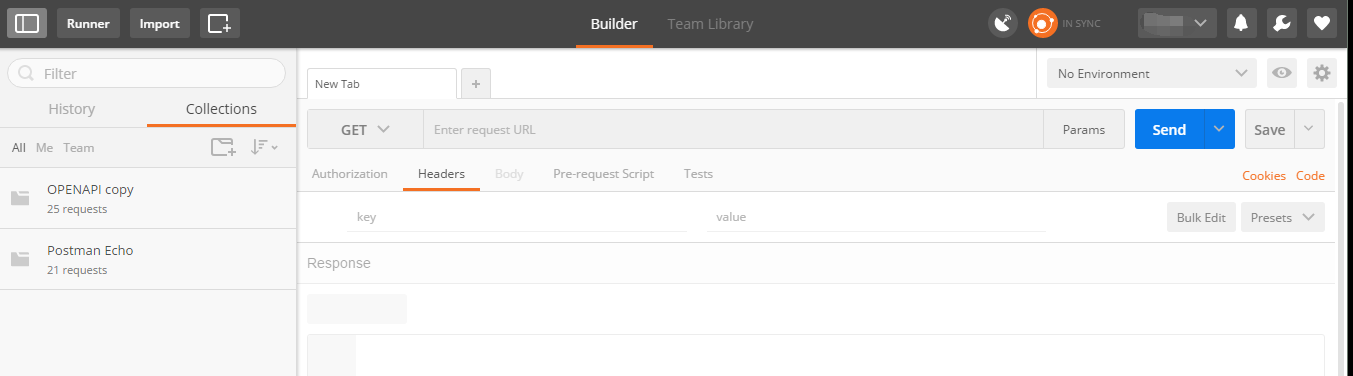 Runner Import Builder Team Library IN SYNC
Filter
History Collections
All Me Team
OPENAPI copy
25 requests
Postman Echo
21 requests
New Tab + No Environment
GET Enter request URL Params Send Save
Authorization Headers Body Pre-request Script Tests Cookies Code
key value Bulk Edit Presets
Response